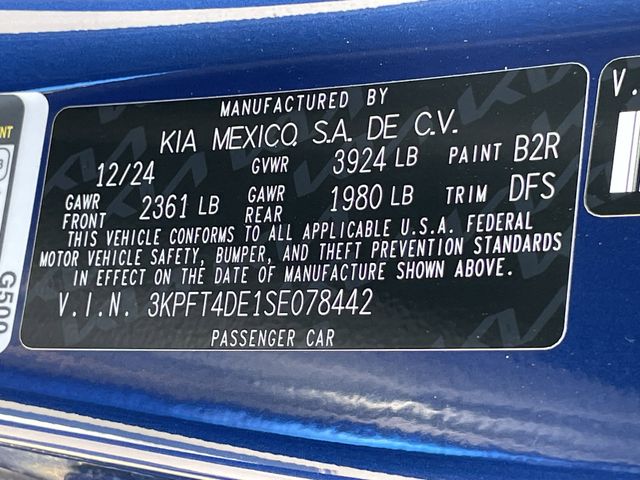 MANUFACTURED BY
KIA MEXICO, S.A. DE C.V.
12/24 GVWR 3924 LB PAINT B2R
GAWR FRONT 2361 LB GAWR REAR 1980 LB TRIM DFS
THIS VEHICLE CONFORMS TO ALL APPLICABLE U.S.A. FEDERAL
MOTOR VEHICLE SAFETY, BUMPER, AND THEFT PREVENTION STANDARDS
IN EFFECT ON THE DATE OF MANUFACTURE SHOWN ABOVE.
V.I.N. 3KPFT4DE1SE078442
PASSENGER CAR
G500
V.